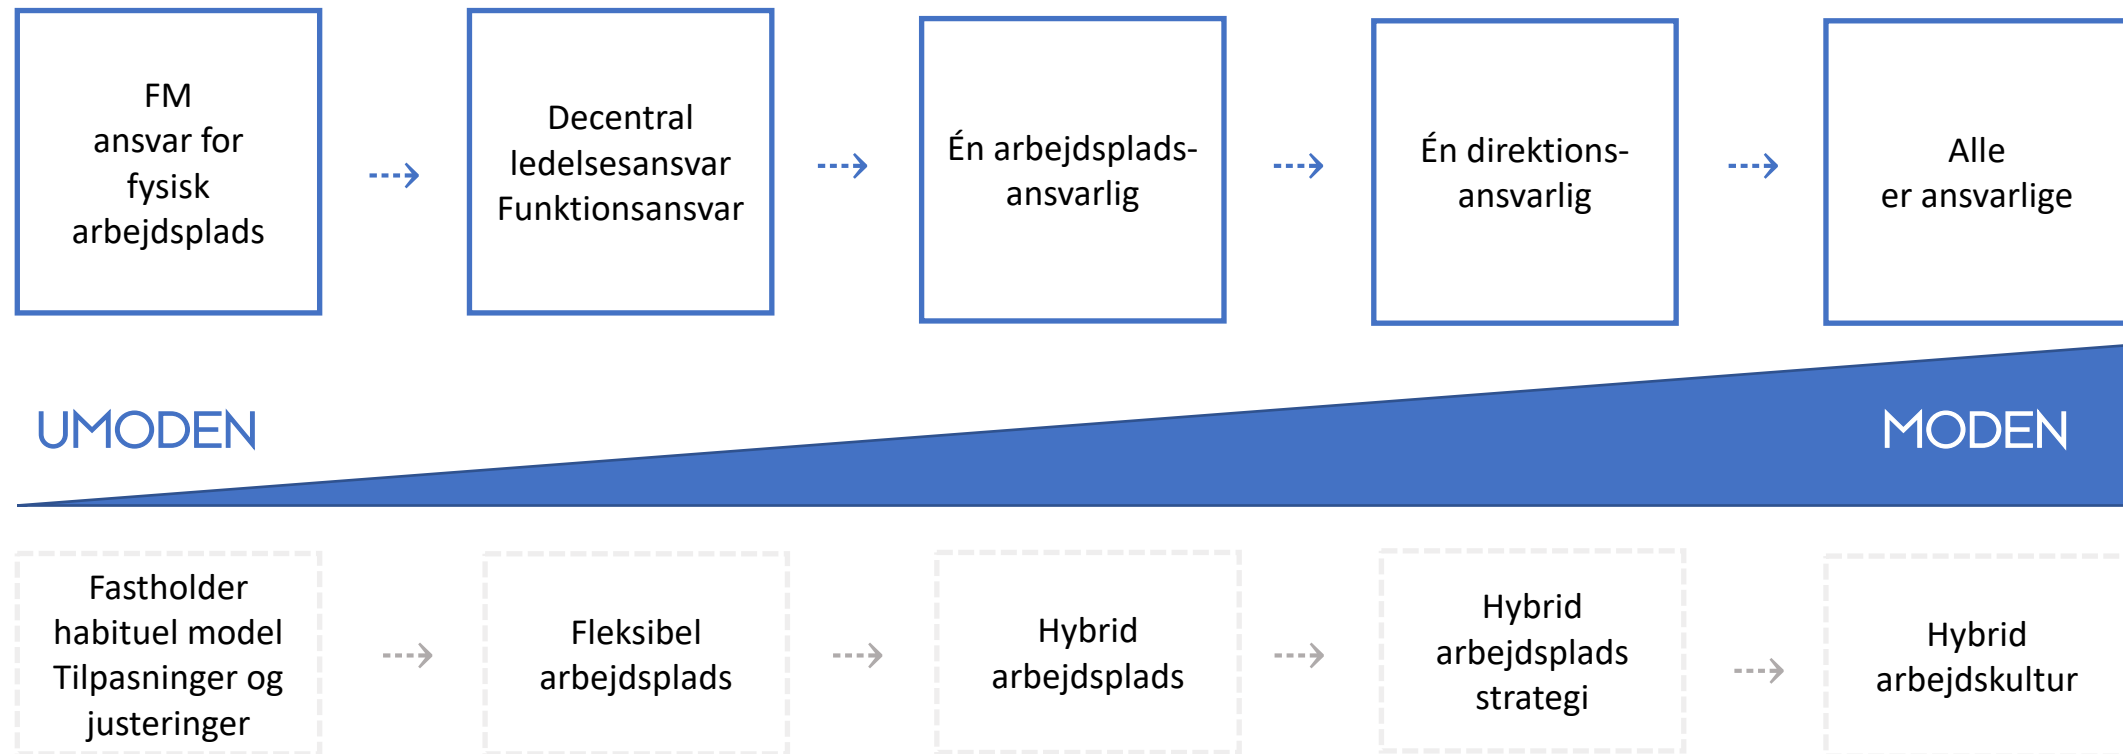 FM
ansvar for
fysisk
arbejdsplads
Decentral
ledelsesansvar
Funktionsansvar
Én arbejdsplads-
ansvarlig
Én direktions-
ansvarlig
Alle
er ansvarlige
UMODEN
MODEN
Fastholder
habituel model
Tilpasninger og
justeringer
Fleksibel
arbejdsplads
Hybrid
arbejdsplads
Hybrid
arbejdsplads
strategi
Hybrid
arbejdskultur